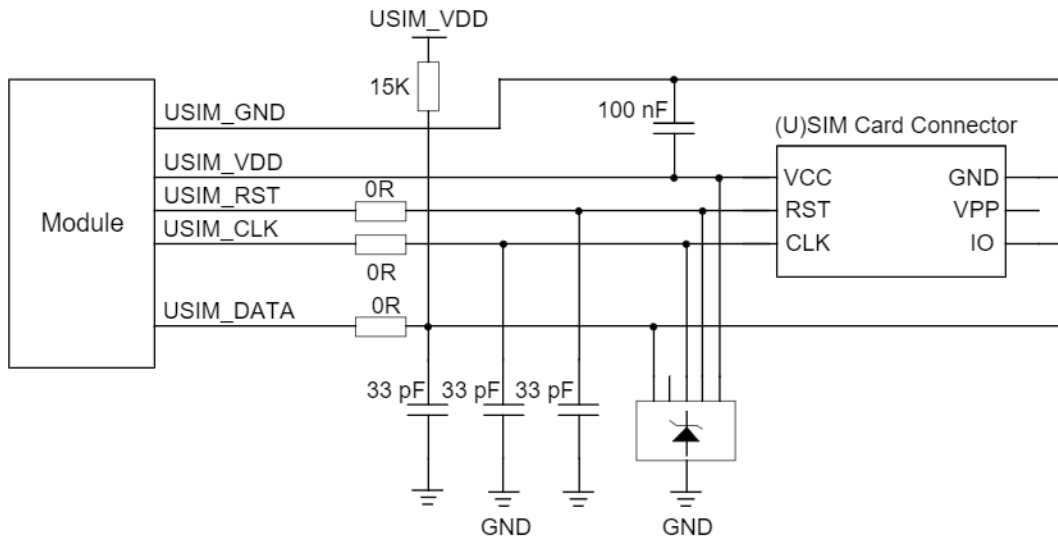 USIM_VDD
15K
USIM_GND
100 nF
(U)SIM Card Connector
USIM_VDD
VCC
GND
USIM_RST
0R
RST
VPP
Module
USIM_CLK
CLK
IO
0R
USIM_DATA
0R
33 pF
33 pF
33 pF
GND
GND